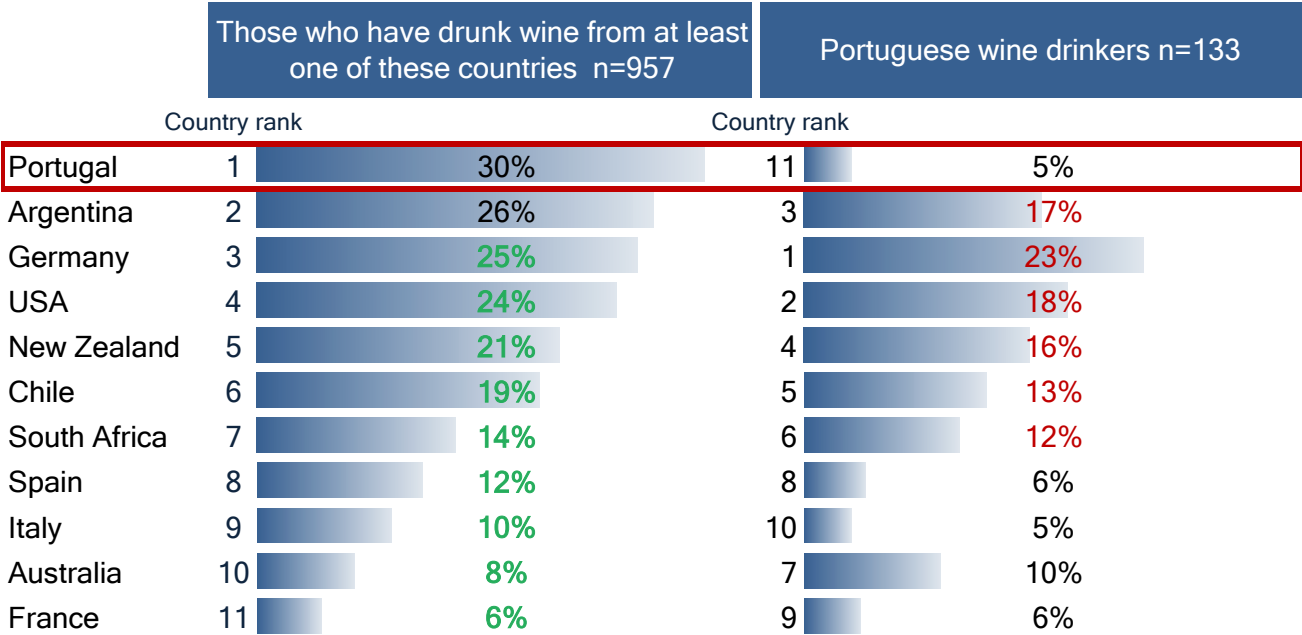 Those who have drunk wine from at least
one of these countries n=957
Portuguese wine drinkers n=133
Country rank Country rank
Portugal 1 30% 11 5%
Argentina 2 26% 3 17%
Germany 3 25% 1 23%
USA 4 24% 2 18%
New Zealand 5 21% 4 16%
Chile 6 19% 5 13%
South Africa 7 14% 6 12%
Spain 8 12% 8 6%
Italy 9 10% 10 5%
Australia 10 8% 7 10%
France 11 6% 9 6%